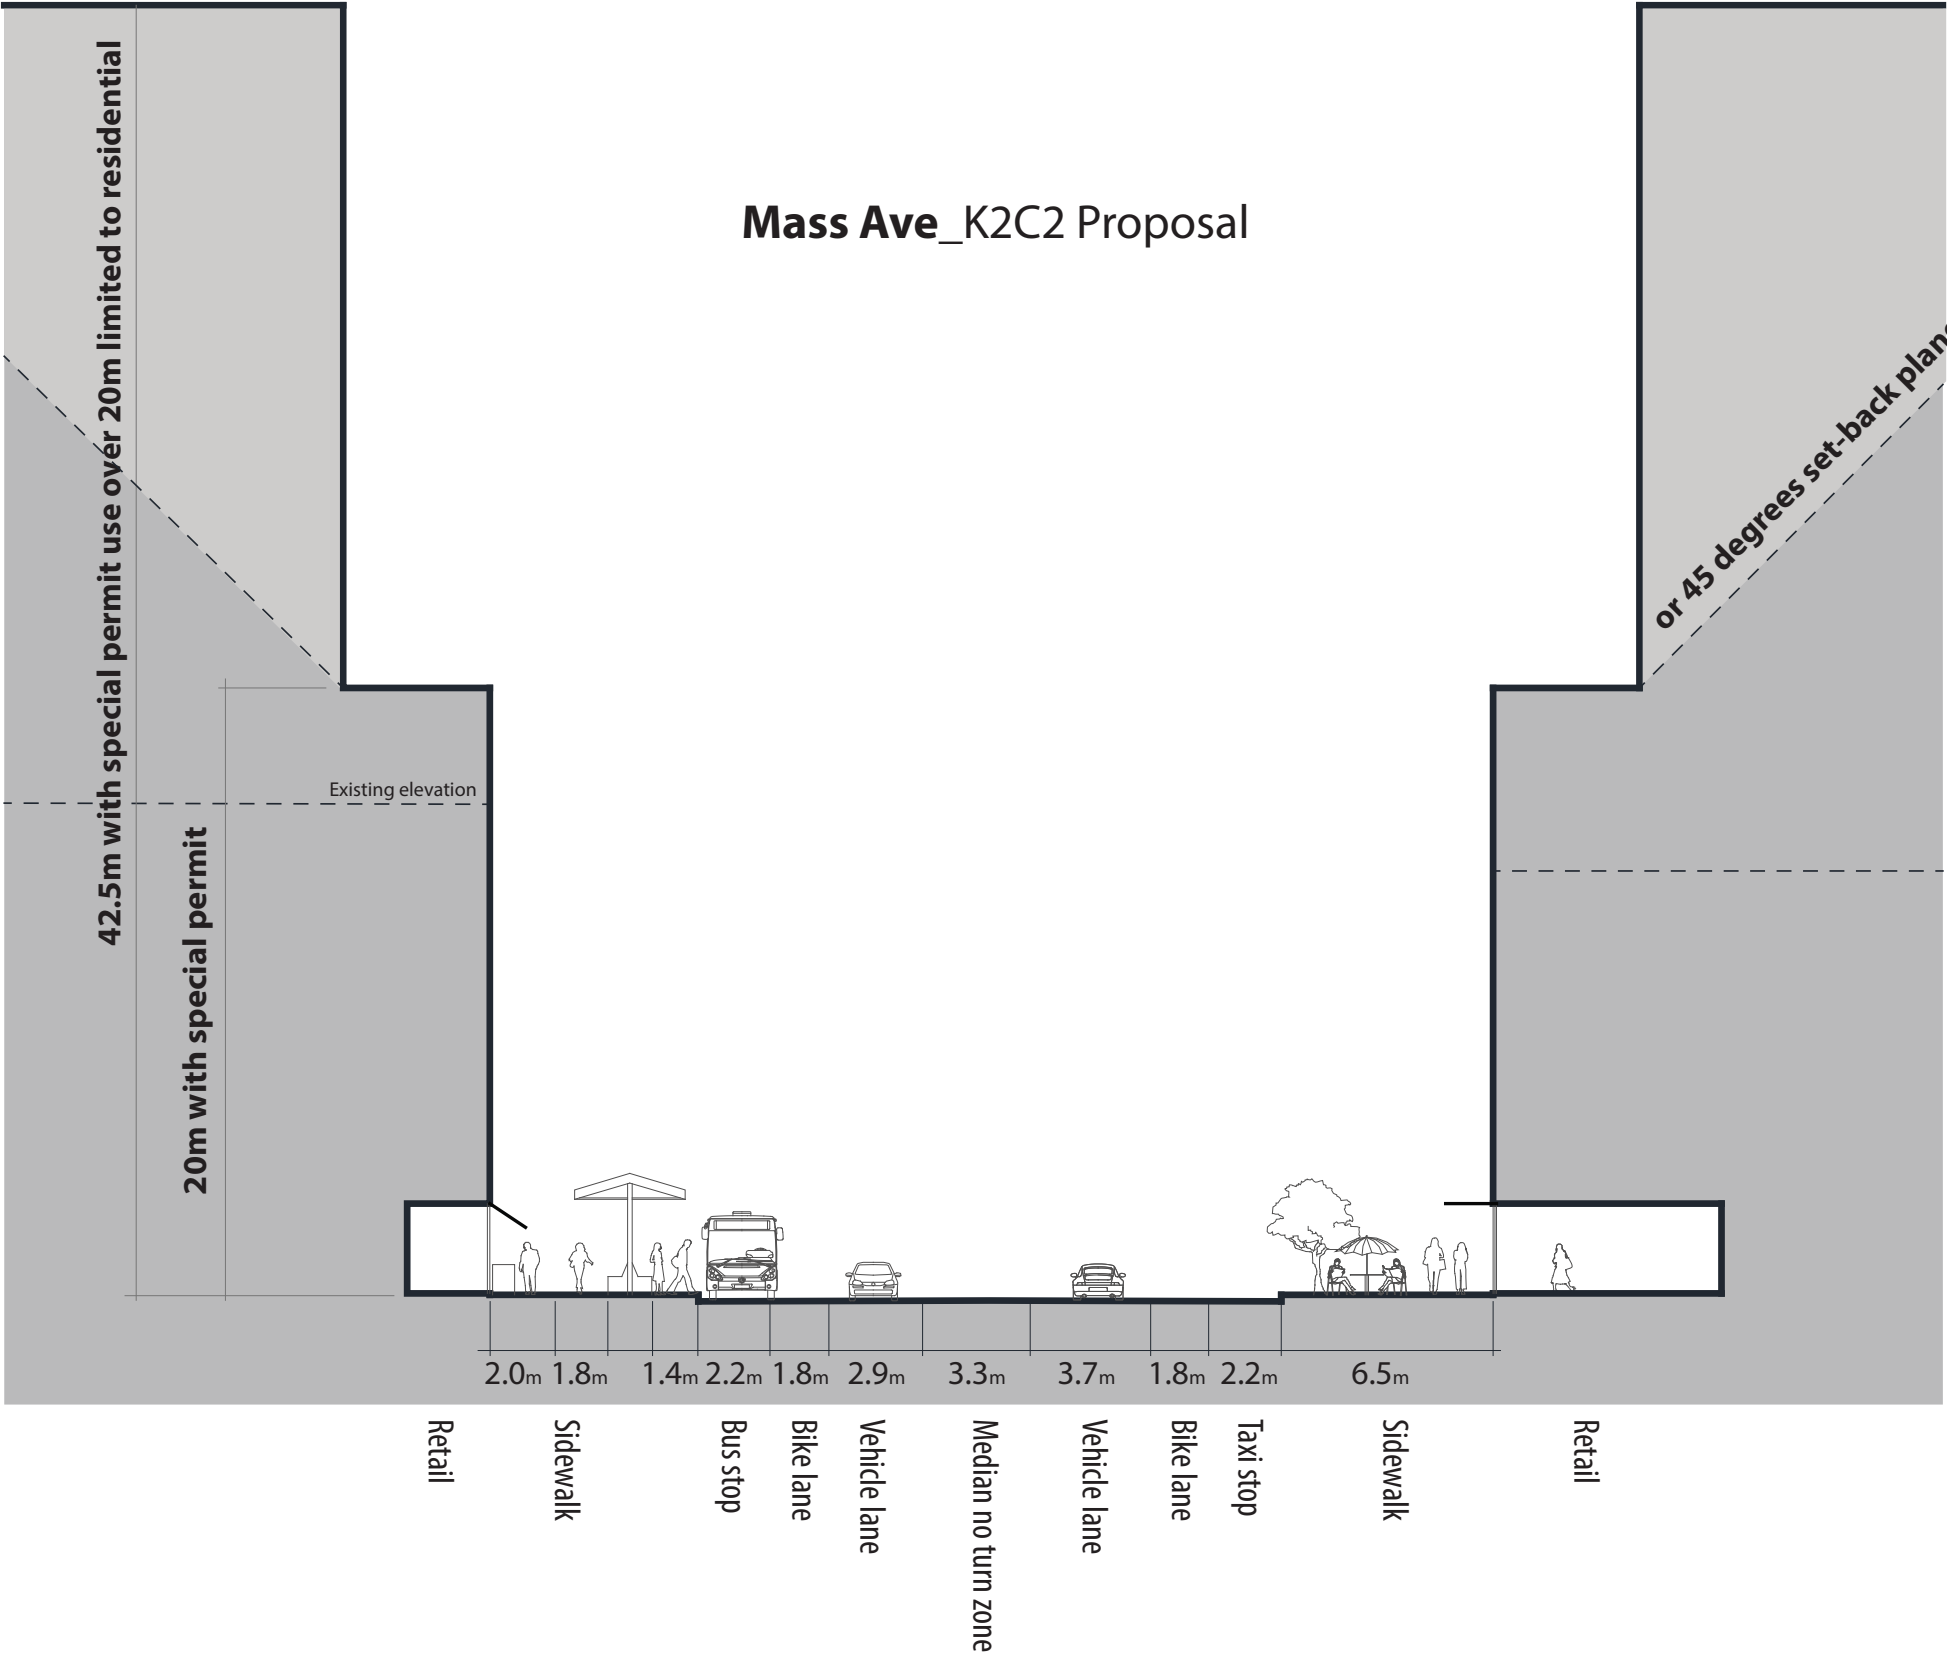 Mass Ave_K2C2 Proposal
42.5m with special permit use over 20m limited to residential
or 45 degrees set-back plane
Existing elevation
20m with special permit
2.0m 1.8m 1.4m 2.2m 1.8m 2.9m 3.3m 3.7m 1.8m 2.2m 6.5m
Retail
Sidewalk
Bus stop
Bike lane
Vehicle lane
Median no turn zone
Vehicle lane
Bike lane
Taxi stop
Sidewalk
Retail